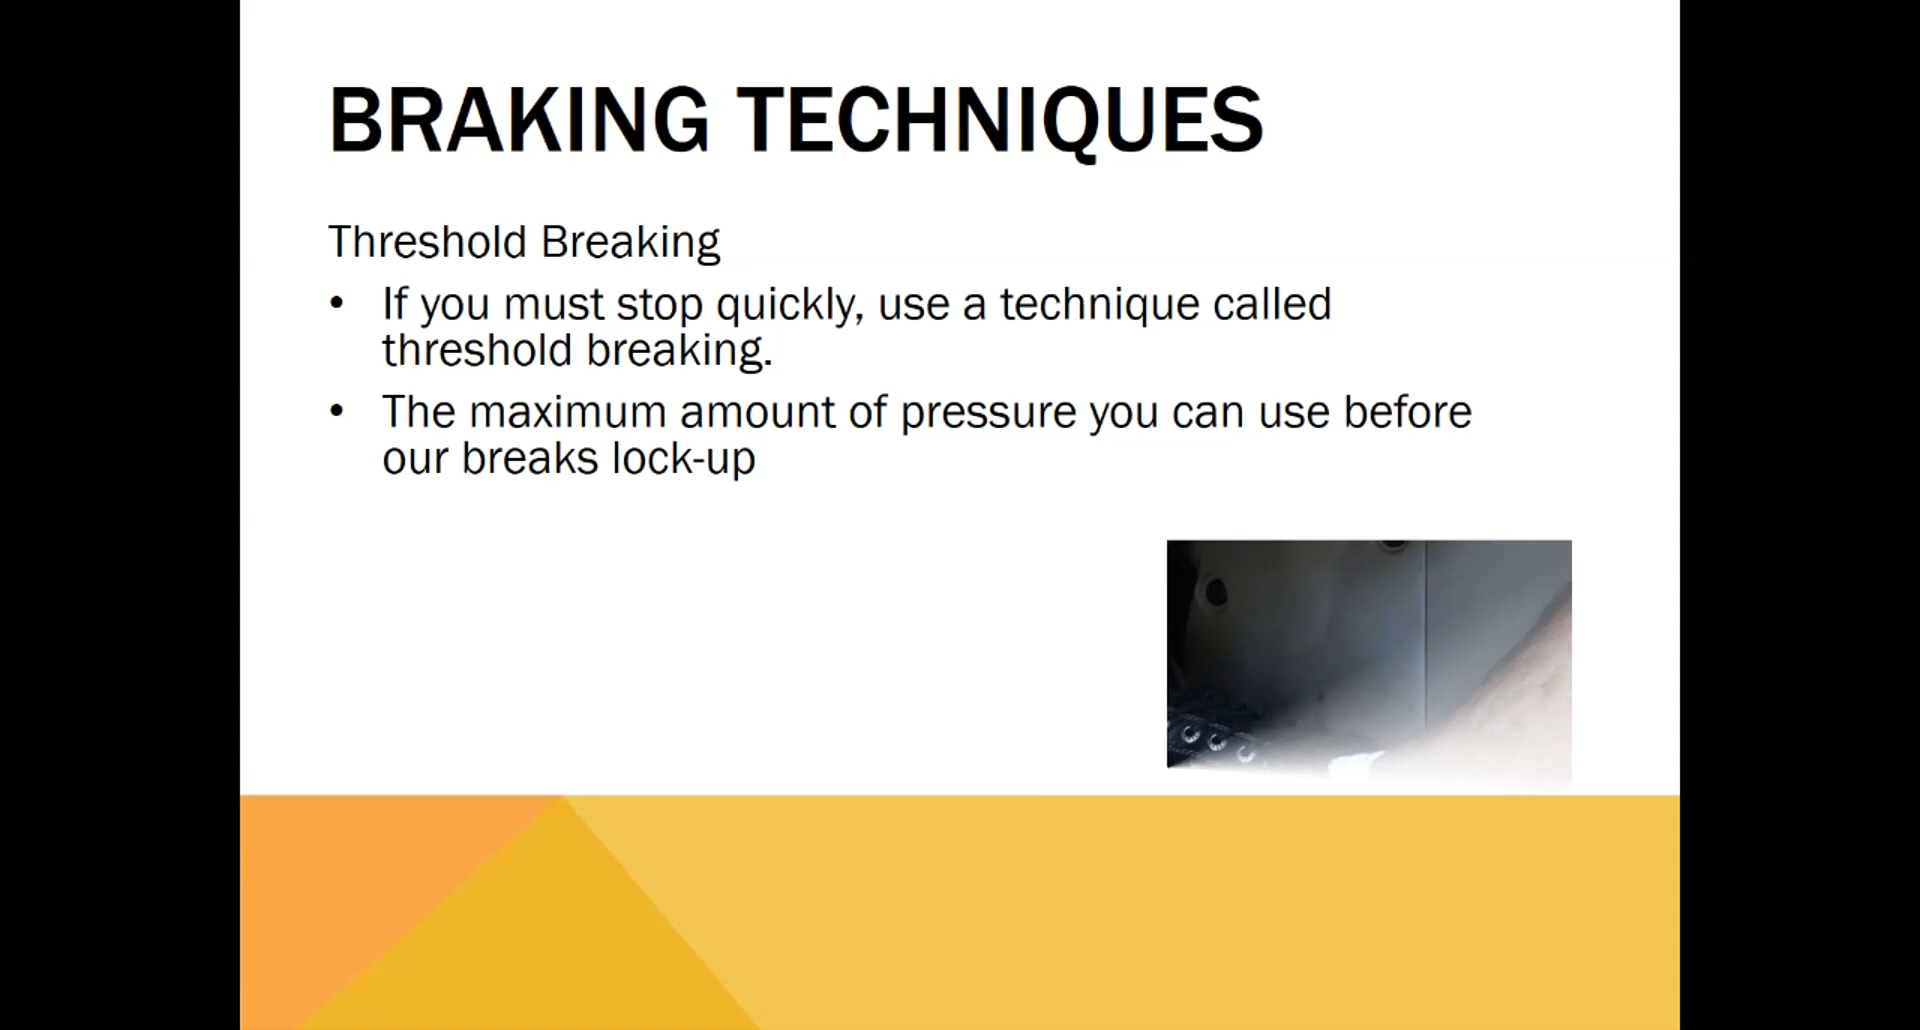 BRAKING TECHNIQUES
Threshold Breaking
• If you must stop quickly, use a technique called
threshold breaking.
• The maximum amount of pressure you can use before
our breaks lock-up